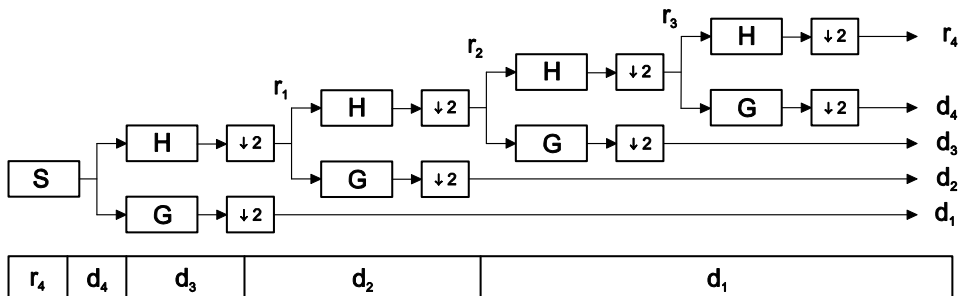 r3 H ↓2 r4
r2 H ↓2
r1 H ↓2 G ↓2 d4
H ↓2 G ↓2 d3
S G ↓2 d2
G ↓2 d1
r4 d4 d3 d2 d1